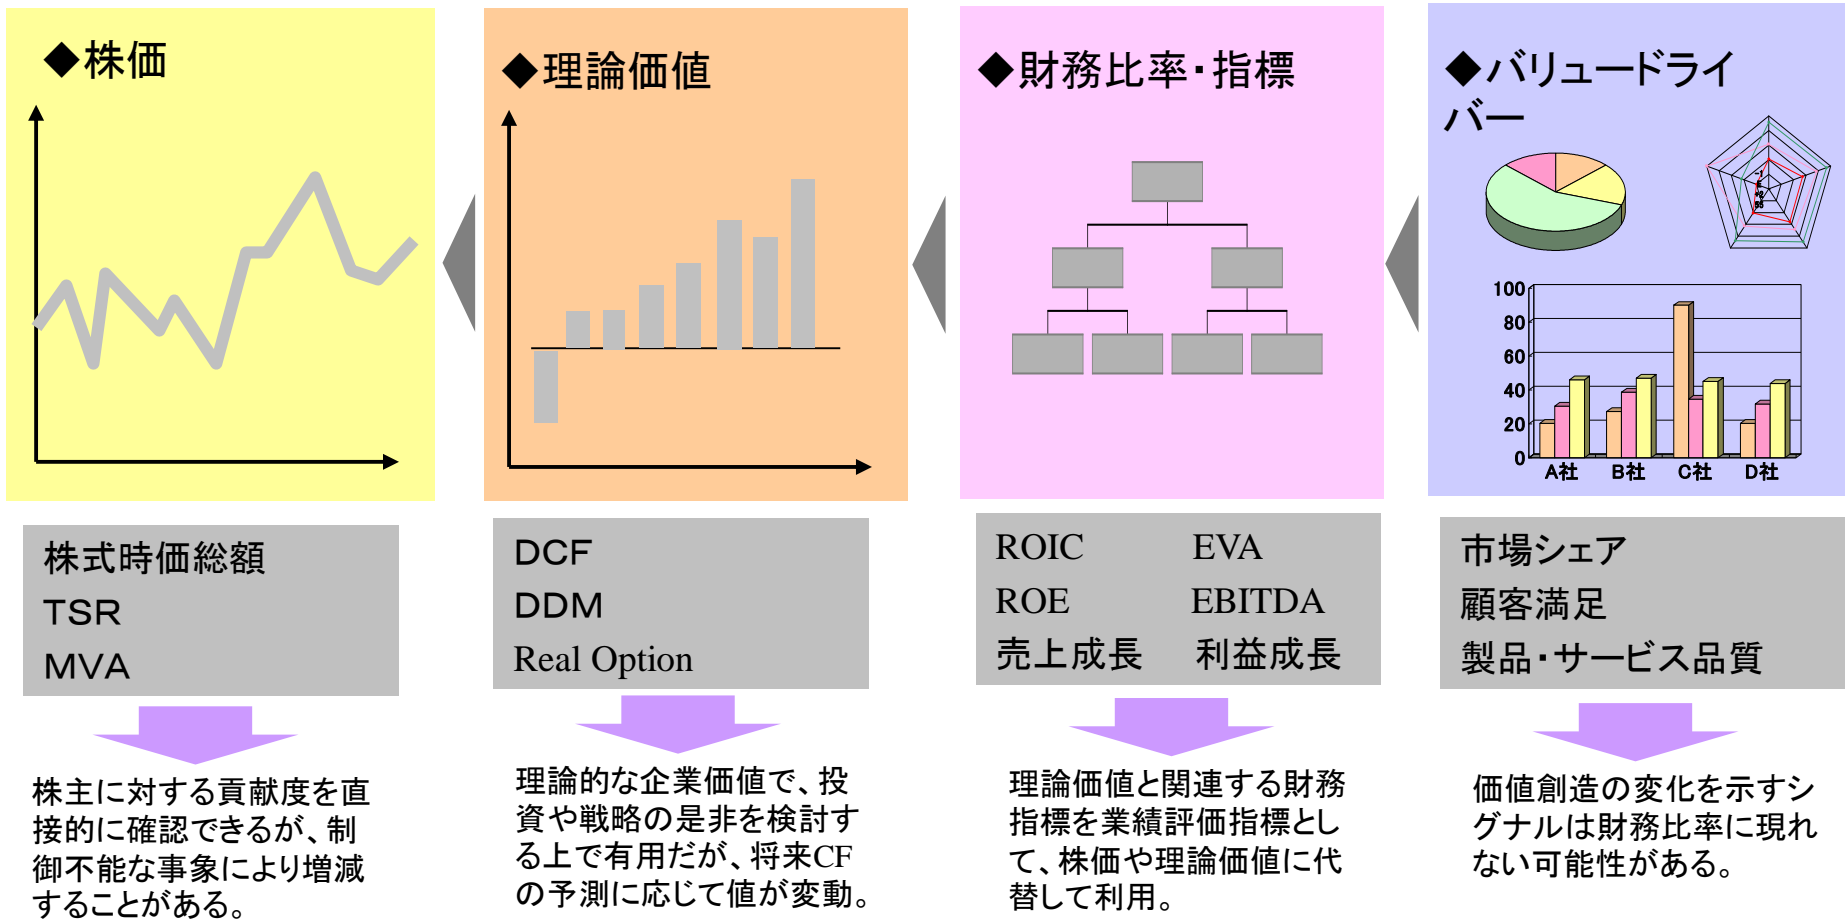 ◆株価
◆理論価値
◆財務比率・指標
◆バリュードライ
バー
100
80
60
40
20
0
A社 B社 C社 D社
株式時価総額
TSR
MVA
DCF
DDM
Real Option
ROIC EVA
ROE EBITDA
売上成長 利益成長
市場シェア
顧客満足
製品・サービス品質
株主に対する貢献度を直
接的に確認できるが、制
御不能な事象により増減
することがある。
理論的な企業価値で、投
資や戦略の是非を検討す
る上で有用だが、将来CF
の予測に応じて値が変動。
理論価値と関連する財務
指標を業績評価指標とし
て、株価や理論価値に代
替して利用。
価値創造の変化を示すシ
グナルは財務比率に現れ
ない可能性がある。